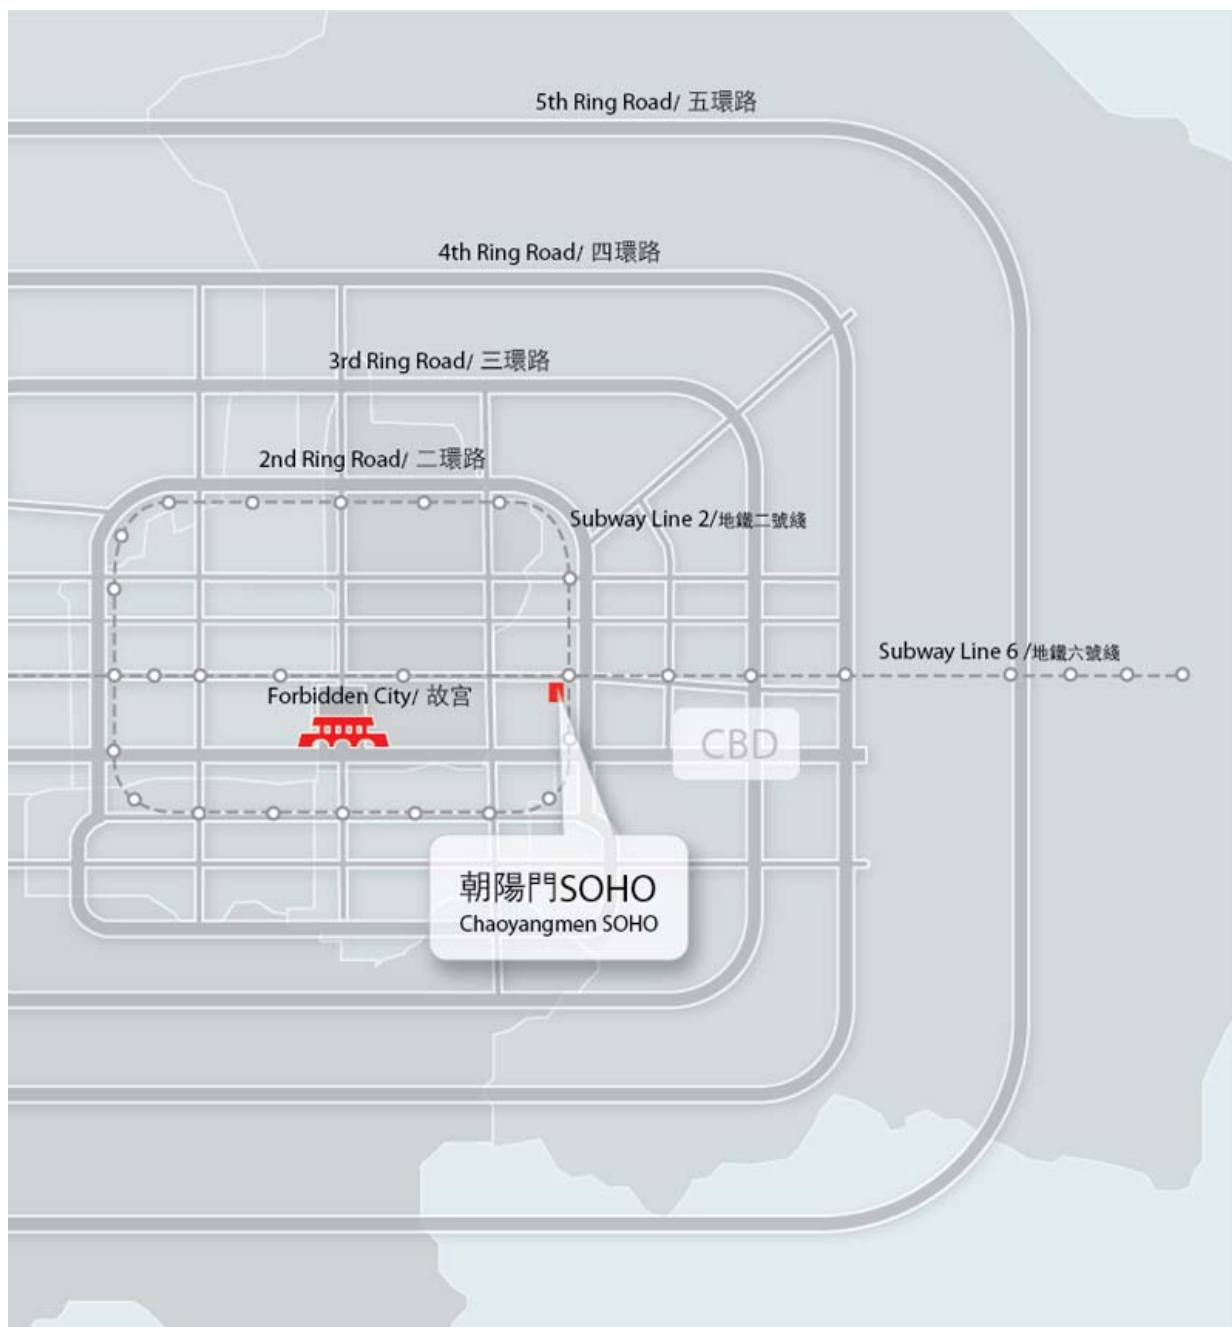 5th Ring Road/ 五環路
4th Ring Road/ 四環路
3rd Ring Road/ 三環路
2nd Ring Road/ 二環路
Subway Line 2/地鐵二號綫
Subway Line 6 /地鐵六號綫
Forbidden City/ 故宮
CBD
朝陽門SOHO
Chaoyangmen SOHO